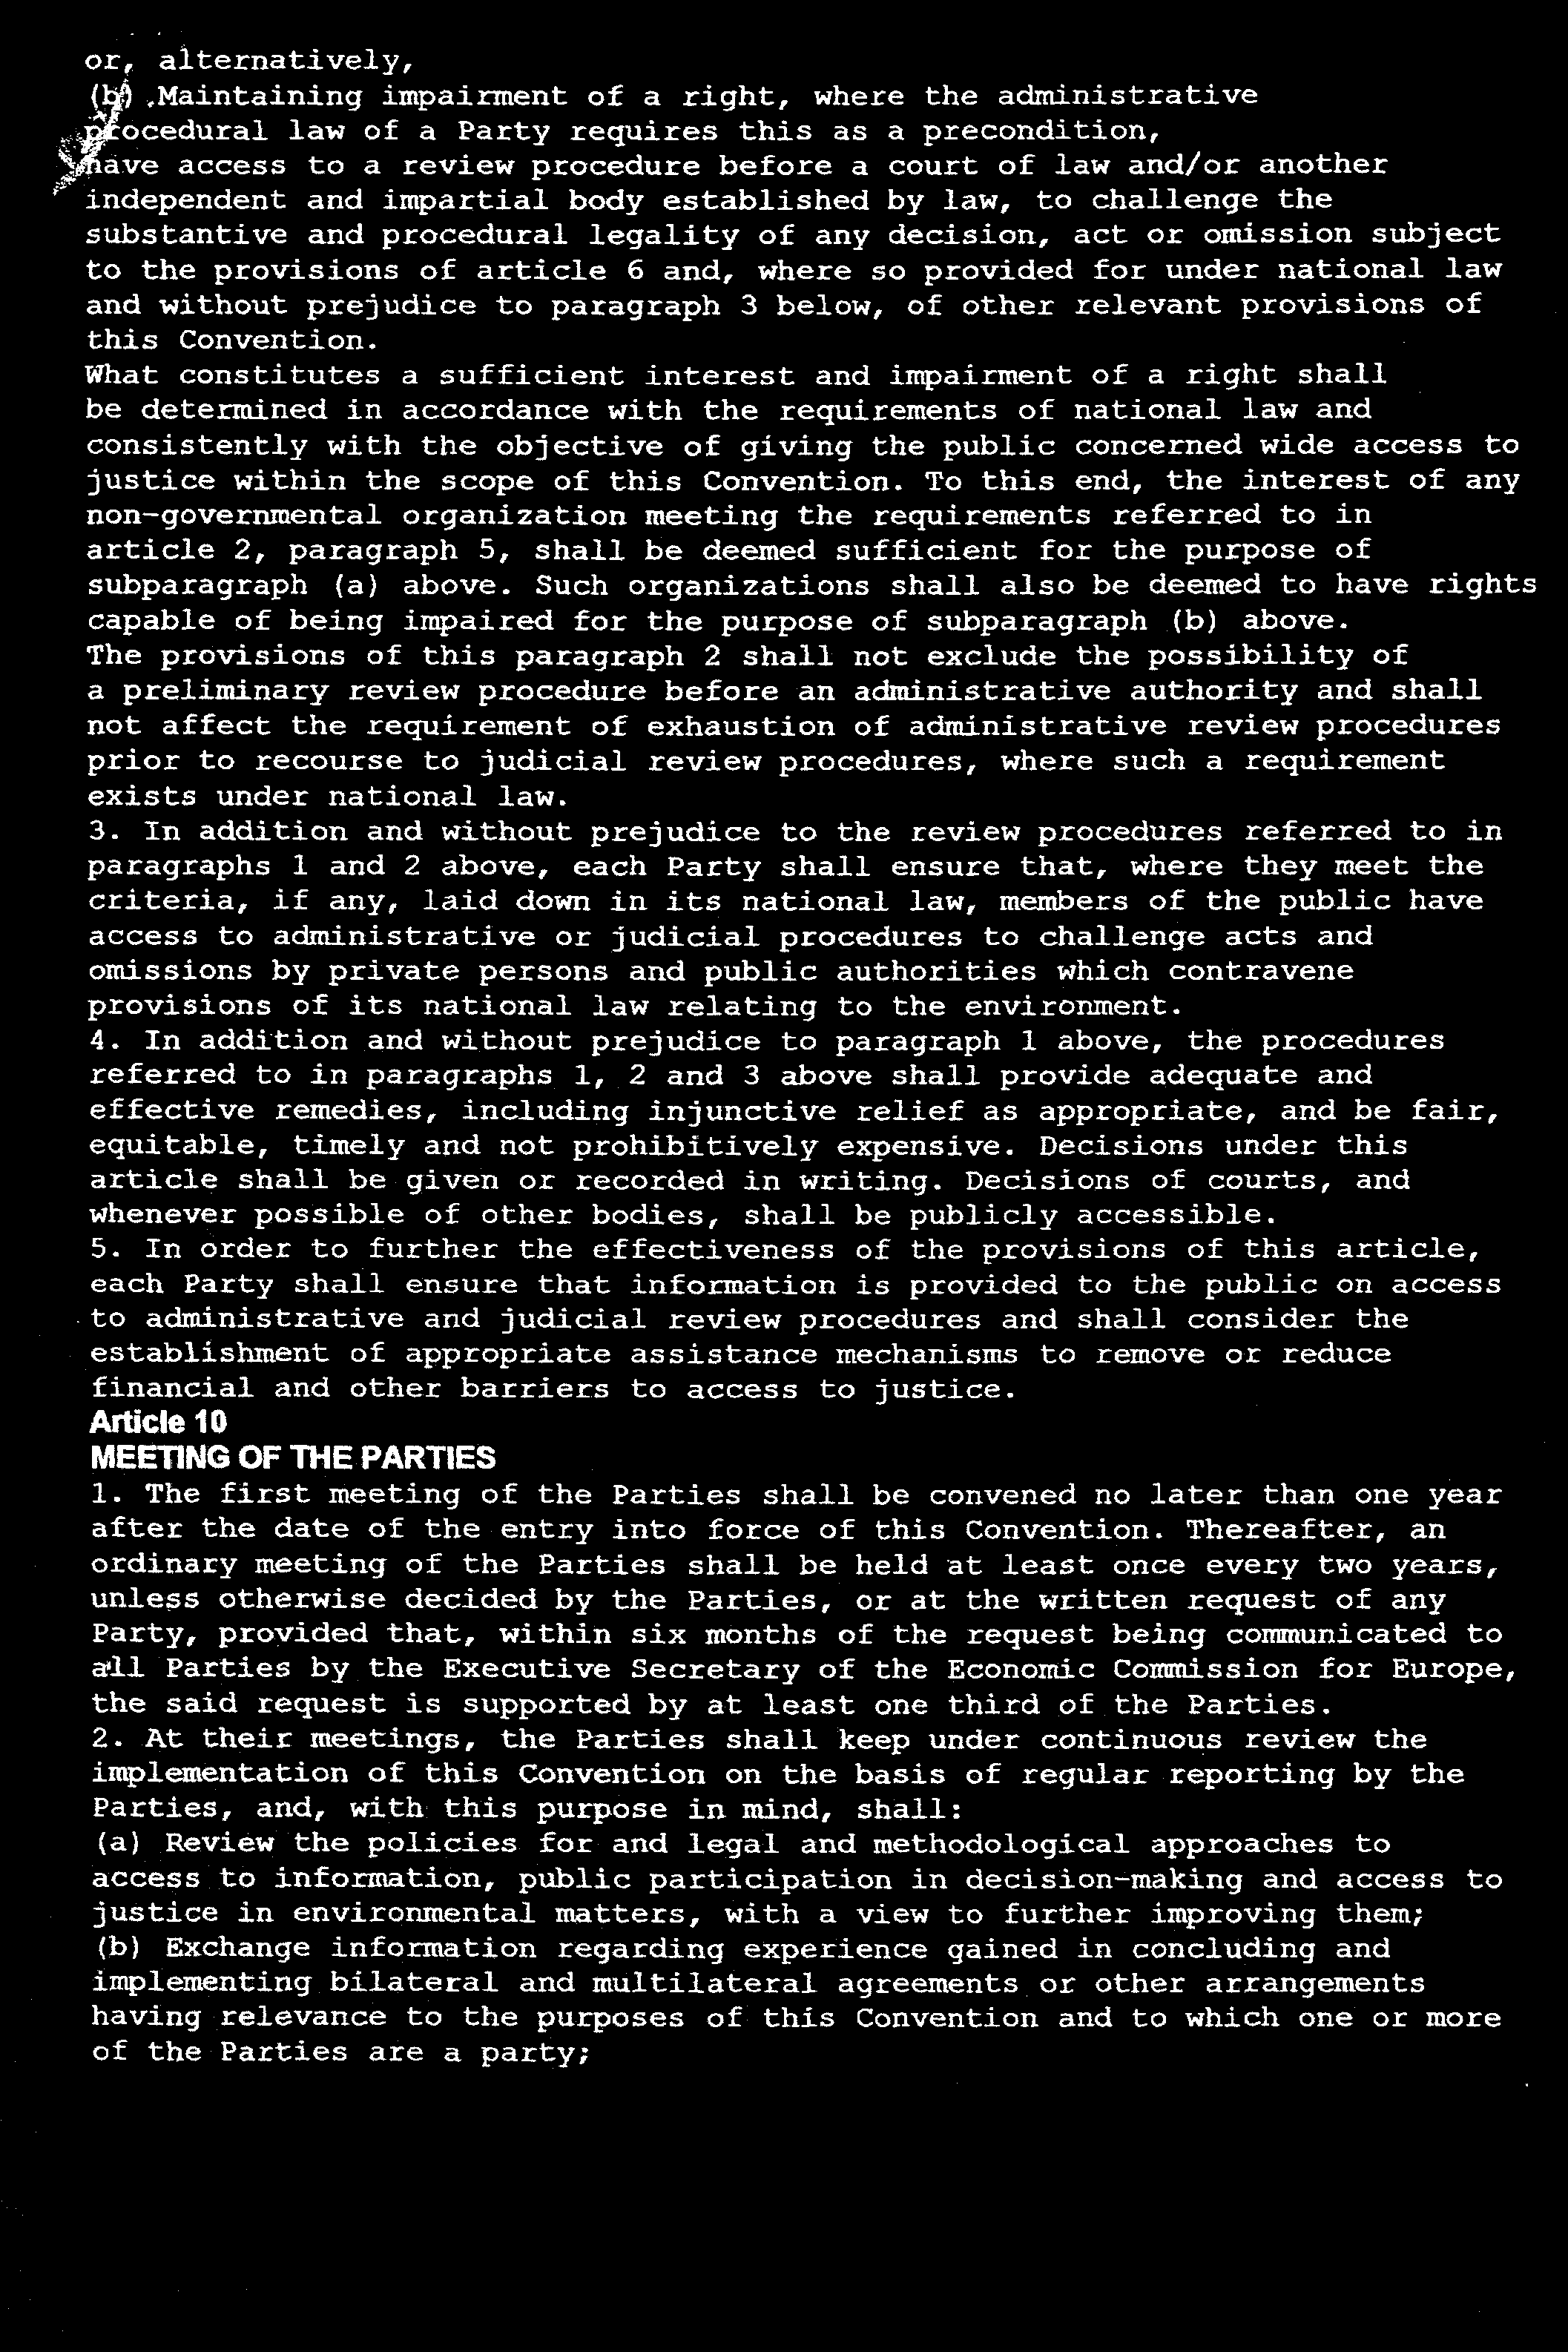 or, alternatively,
(b) Maintaining impairment of a right, where the administrative
procedural law of a Party requires this as a precondition,
have access to a review procedure before a court of law and/or another
independent and impartial body established by law, to challenge the
substantive and procedural legality of any decision, act or omission subject
to the provisions of article 6 and, where so provided for under national law
and without prejudice to paragraph 3 below, of other relevant provisions of
this Convention.
What constitutes a sufficient interest and impairment of a right shall
be determined in accordance with the requirements of national law and
consistently with the objective of giving the public concerned wide access to
justice within the scope of this Convention. To this end, the interest of any
non-governmental organization meeting the requirements referred to in
article 2, paragraph 5, shall be deemed sufficient for the purpose of
subparagraph (a) above. Such organizations shall also be deemed to have rights
capable of being impaired for the purpose of subparagraph (b) above.
The provisions of this paragraph 2 shall not exclude the possibility of
a preliminary review procedure before an administrative authority and shall
not affect the requirement of exhaustion of administrative review procedures
prior to recourse to judicial review procedures, where such a requirement
exists under national law.
3. In addition and without prejudice to the review procedures referred to in
paragraphs 1 and 2 above, each Party shall ensure that, where they meet the
criteria, if any, laid down in its national law, members of the public have
access to administrative or judicial procedures to challenge acts and
omissions by private persons and public authorities which contravene
provisions of its national law relating to the environment.
4. In addition and without prejudice to paragraph 1 above, the procedures
referred to in paragraphs 1, 2 and 3 above shall provide adequate and
effective remedies, including injunctive relief as appropriate, and be fair,
equitable, timely and not prohibitively expensive. Decisions under this
article shall be given or recorded in writing. Decisions of courts, and
whenever possible of other bodies, shall be publicly accessible.
5. In order to further the effectiveness of the provisions of this article,
each Party shall ensure that information is provided to the public on access
to administrative and judicial review procedures and shall consider the
establishment of appropriate assistance mechanisms to remove or reduce
financial and other barriers to access to justice.
Article 10
MEETING OF THE PARTIES
1. The first meeting of the Parties shall be convened no later than one year
after the date of the entry into force of this Convention. Thereafter, an
ordinary meeting of the Parties shall be held at least once every two years,
unless otherwise decided by the Parties, or at the written request of any
Party, provided that, within six months of the request being communicated to
all Parties by the Executive Secretary of the Economic Commission for Europe,
the said request is supported by at least one third of the Parties.
2. At their meetings, the Parties shall keep under continuous review the
implementation of this Convention on the basis of regular reporting by the
Parties, and, with this purpose in mind, shall:
(a) Review the policies for and legal and methodological approaches to
access to information, public participation in decision-making and access to
justice in environmental matters, with a view to further improving them;
(b) Exchange information regarding experience gained in concluding and
implementing bilateral and multilateral agreements or other arrangements
having relevance to the purposes of this Convention and to which one or more
of the Parties are a party;